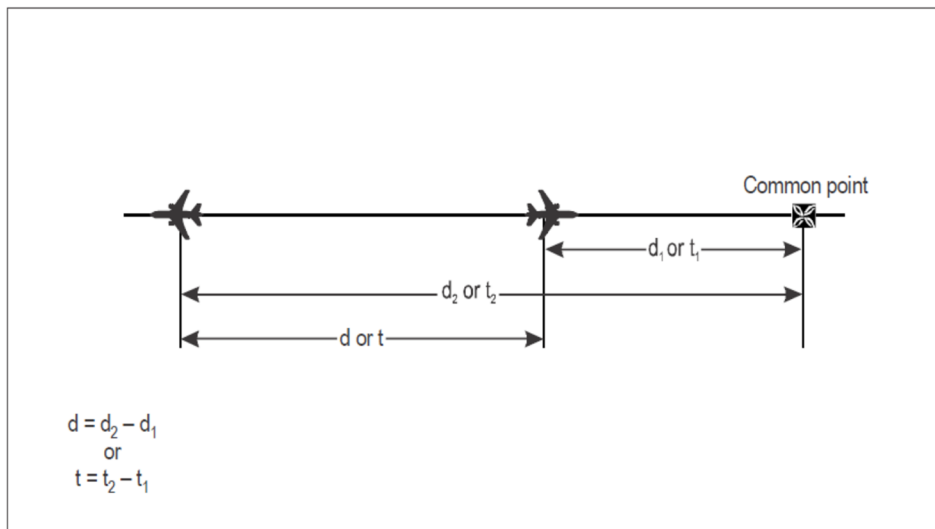 Common point
d₁ or t₁
d₂ or t₂
d or t
d = d₂ – d₁
or
t = t₂ – t₁